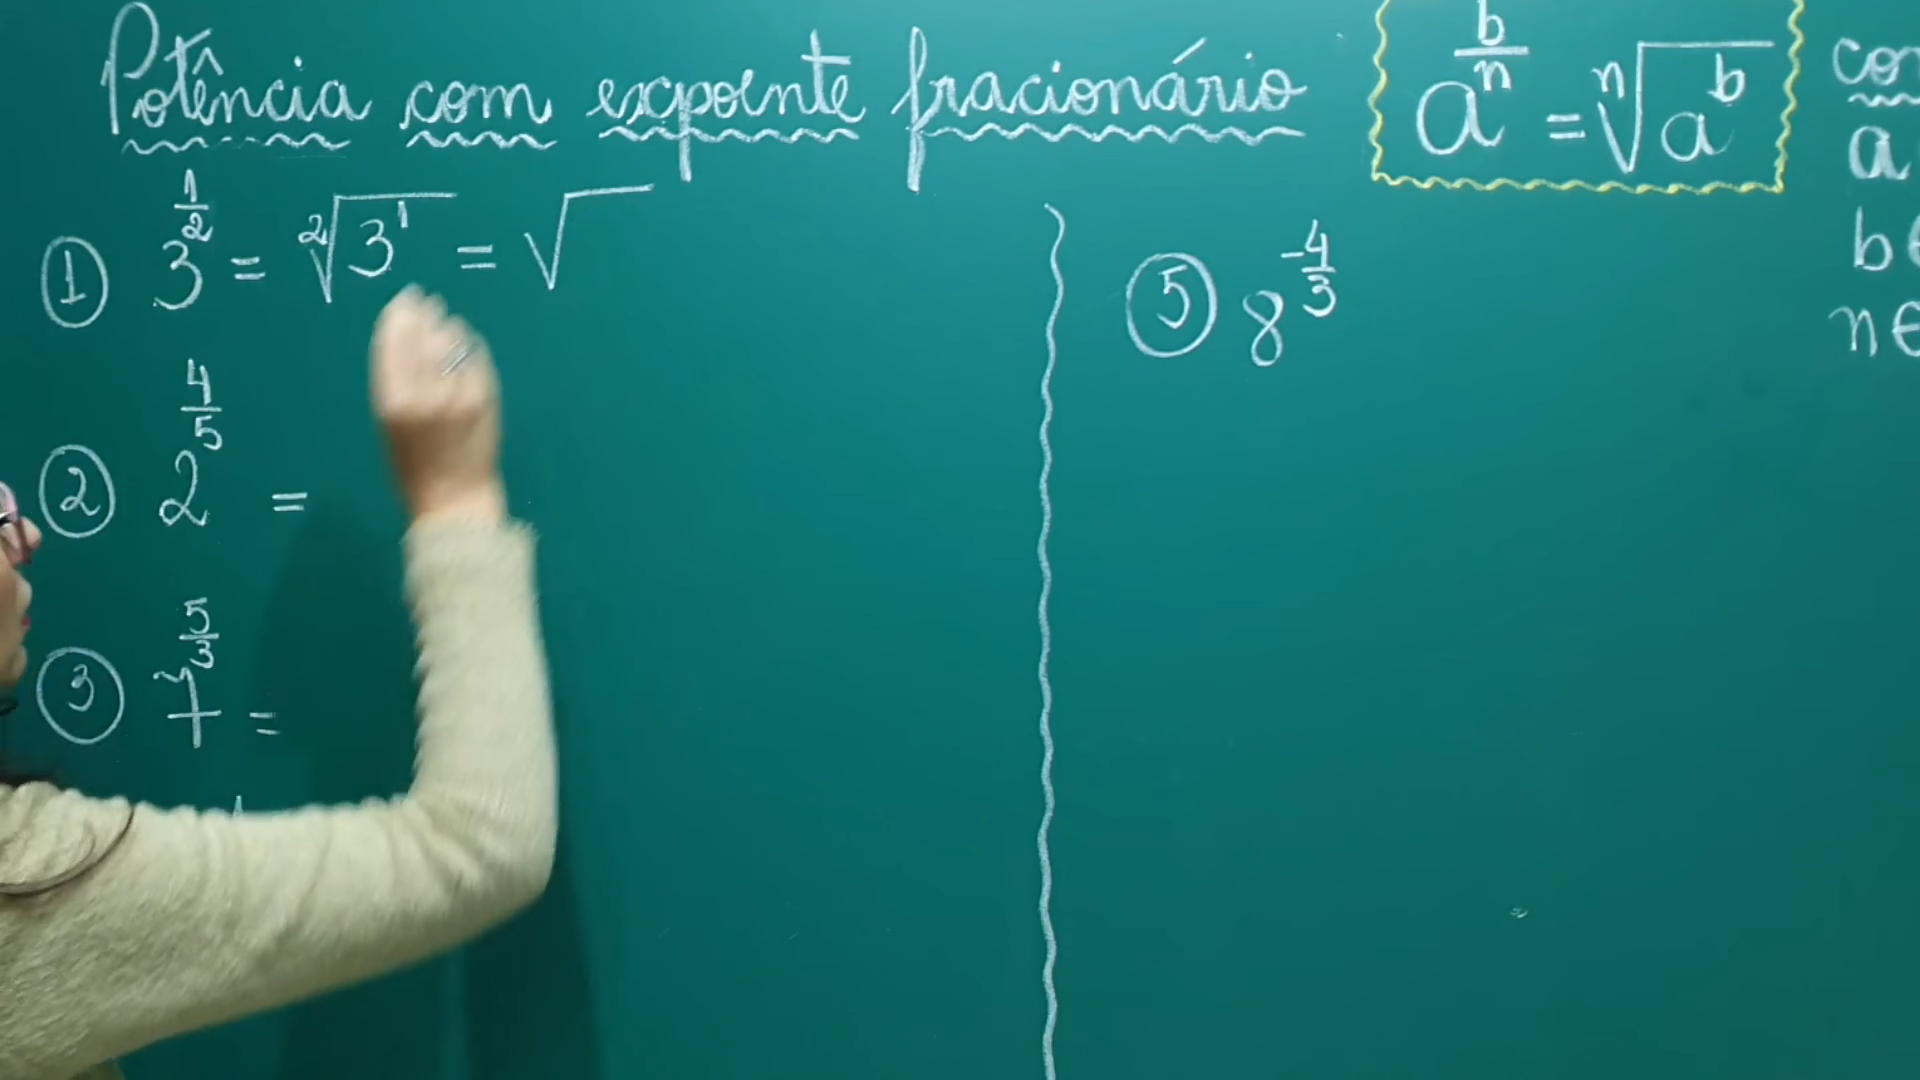 Potência com expoente fracionário
a^(b/n) = ⁿ√(a^b)
con
a
b ∈
n ∈
① 3^(1/2) = ²√(3¹) = √
② 2^(4/5) =
③ 7^(5/3) =
⑤ 8^(-4/3)